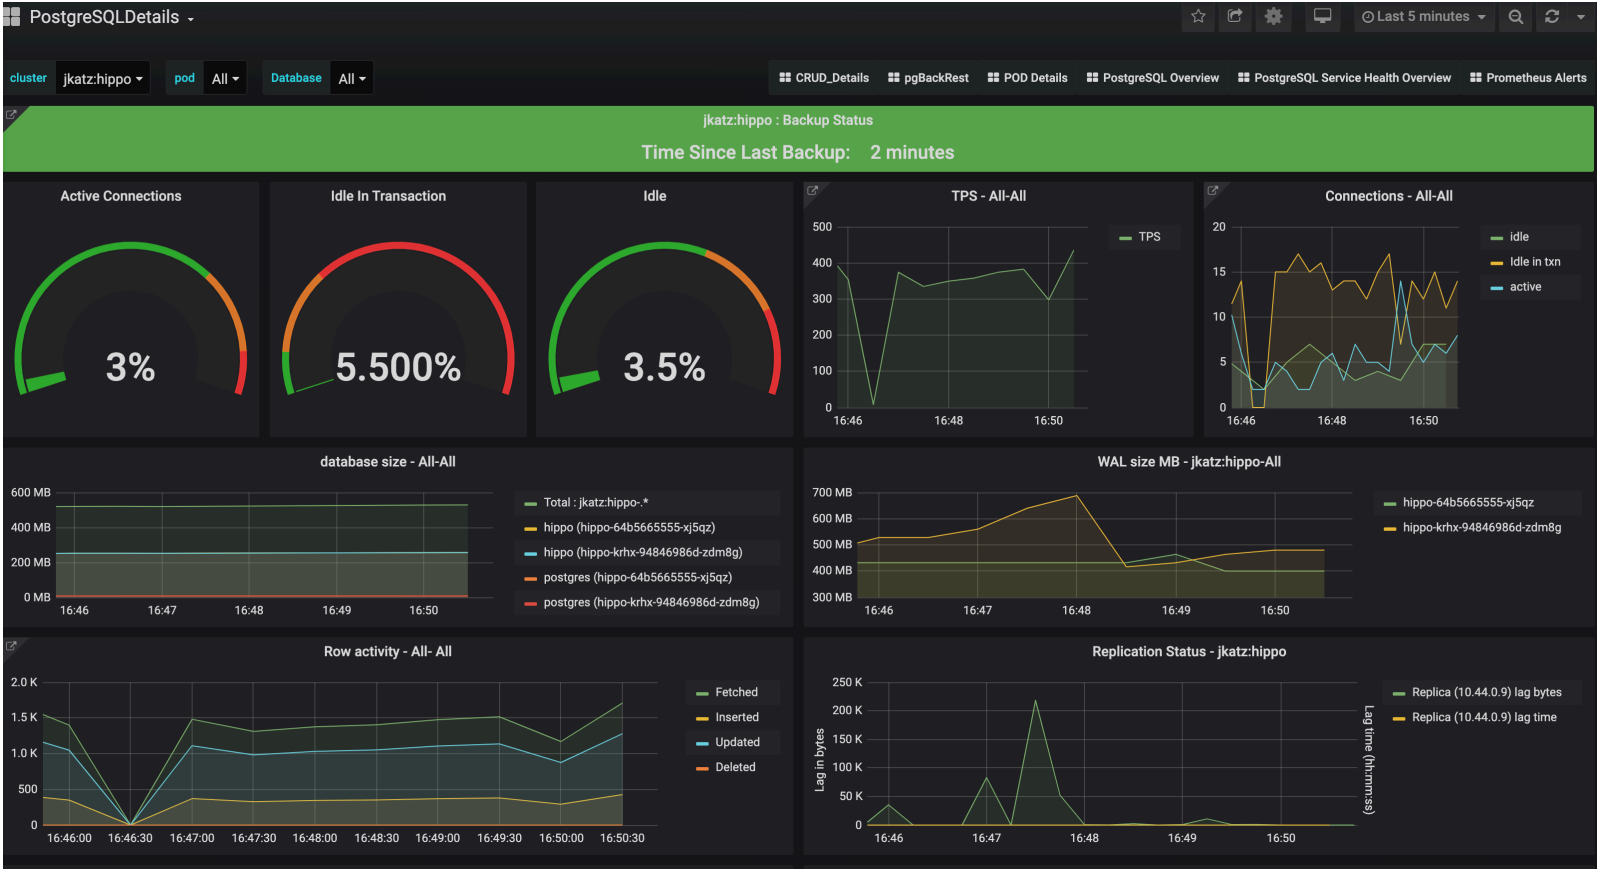 PostgreSQLDetails
Last 5 minutes
cluster jkatz:hippo pod All Database All
CRUD_Details pgBackRest POD Details PostgreSQL Overview PostgreSQL Service Health Overview Prometheus Alerts
jkatz:hippo : Backup Status
Time Since Last Backup: 2 minutes
Active Connections
3%
Idle In Transaction
5.500%
Idle
3.5%
TPS - All-All
500
400
300
200
100
0
16:46 16:48 16:50
TPS
Connections - All-All
20
15
10
5
0
16:46 16:48 16:50
idle
Idle in txn
active
database size - All-All
600 MB
400 MB
200 MB
0 MB
16:46 16:47 16:48 16:49 16:50
Total : jkatz:hippo-.*
hippo (hippo-64b5665555-xj5qz)
hippo (hippo-krhx-94846986d-zdm8g)
postgres (hippo-64b5665555-xj5qz)
postgres (hippo-krhx-94846986d-zdm8g)
WAL size MB - jkatz:hippo-All
700 MB
600 MB
500 MB
400 MB
300 MB
16:46 16:47 16:48 16:49 16:50
hippo-64b5665555-xj5qz
hippo-krhx-94846986d-zdm8g
Row activity - All- All
2.0 K
1.5 K
1.0 K
500
0
16:46:00 16:46:30 16:47:00 16:47:30 16:48:00 16:48:30 16:49:00 16:49:30 16:50:00 16:50:30
Fetched
Inserted
Updated
Deleted
Replication Status - jkatz:hippo
Lag in bytes
250 K
200 K
150 K
100 K
50 K
0
16:46 16:47 16:48 16:49 16:50
Lag time (hh:mm:ss)
Replica (10.44.0.9) lag bytes
Replica (10.44.0.9) lag time